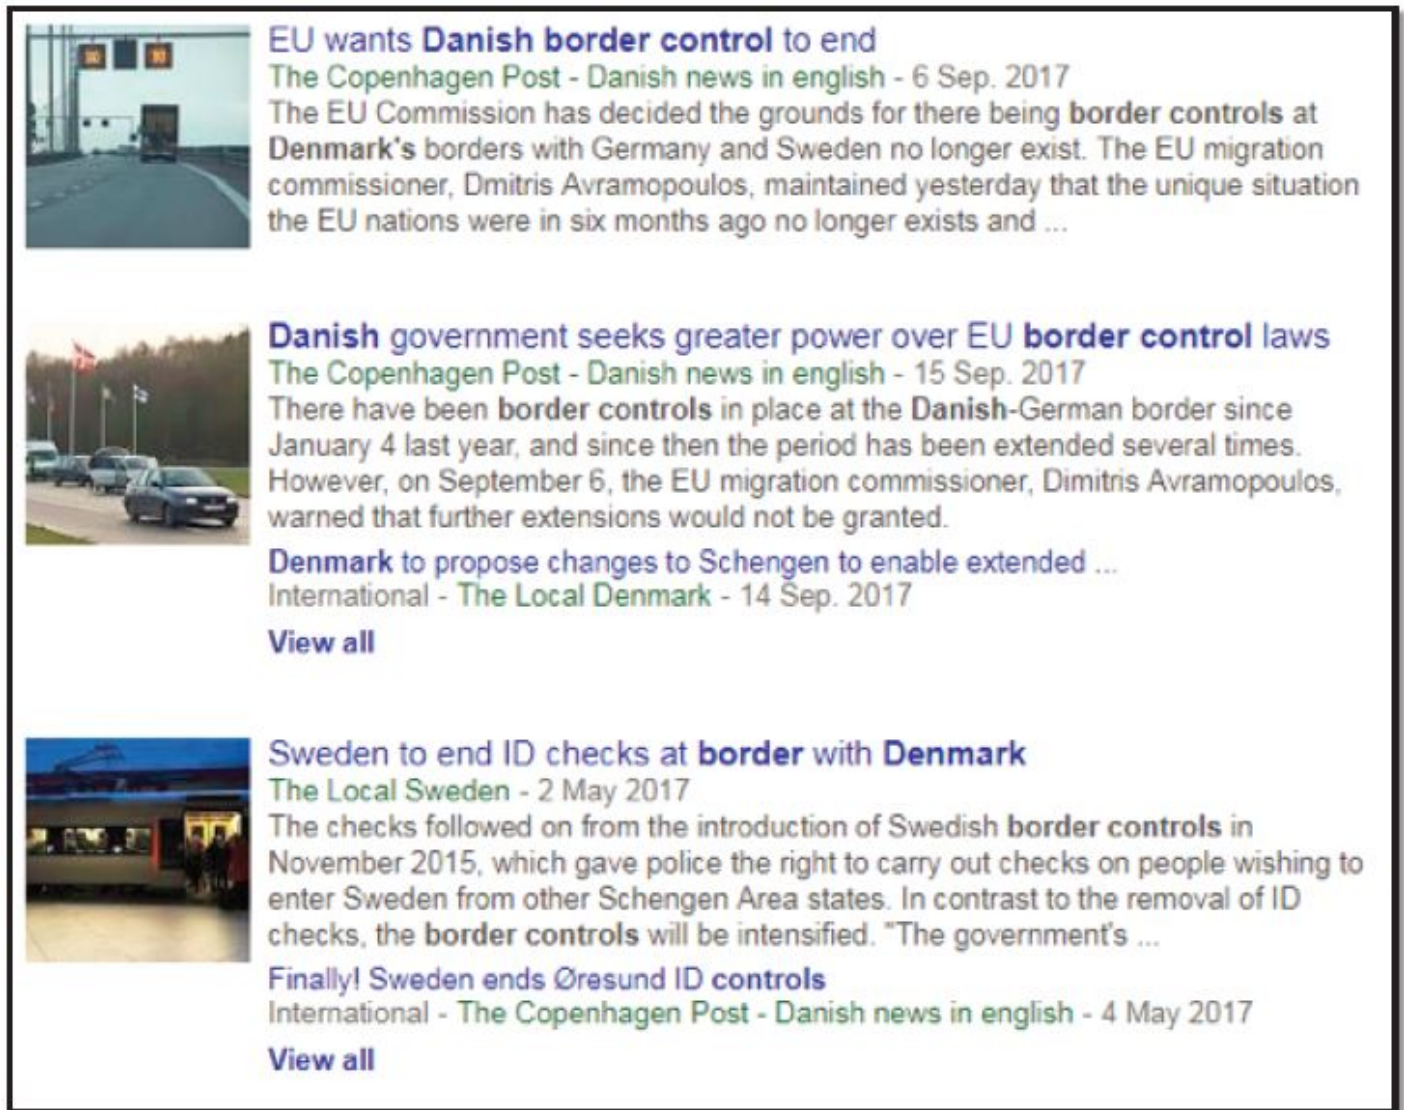 EU wants Danish border control to end
The Copenhagen Post - Danish news in english - 6 Sep. 2017
The EU Commission has decided the grounds for there being border controls at
Denmark's borders with Germany and Sweden no longer exist. The EU migration
commissioner, Dmitris Avramopoulos, maintained yesterday that the unique situation
the EU nations were in six months ago no longer exists and ...
Danish government seeks greater power over EU border control laws
The Copenhagen Post - Danish news in english - 15 Sep. 2017
There have been border controls in place at the Danish-German border since
January 4 last year, and since then the period has been extended several times.
However, on September 6, the EU migration commissioner, Dimitris Avramopoulos,
warned that further extensions would not be granted.
Denmark to propose changes to Schengen to enable extended ...
International - The Local Denmark - 14 Sep. 2017
View all
Sweden to end ID checks at border with Denmark
The Local Sweden - 2 May 2017
The checks followed on from the introduction of Swedish border controls in
November 2015, which gave police the right to carry out checks on people wishing to
enter Sweden from other Schengen Area states. In contrast to the removal of ID
checks, the border controls will be intensified. "The government's ...
Finally! Sweden ends Øresund ID controls
International - The Copenhagen Post - Danish news in english - 4 May 2017
View all